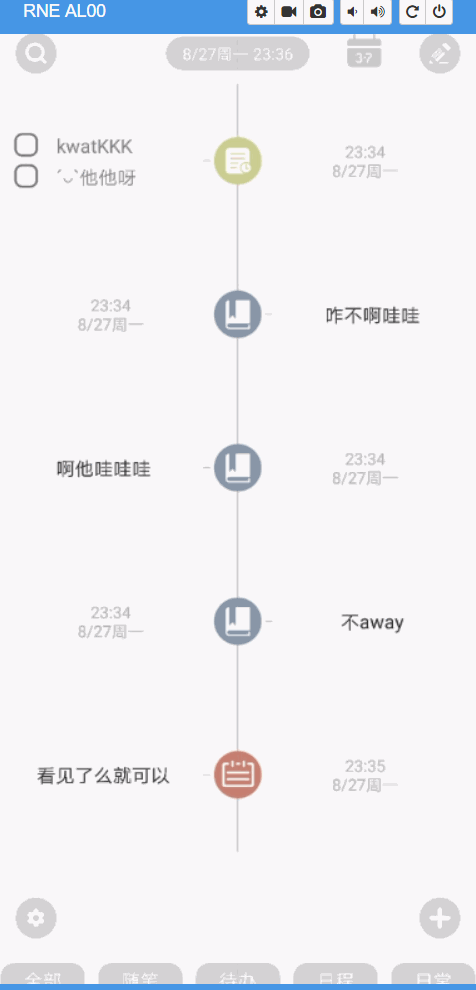 RNE AL00
8/27周一 23:36
3-7
kwatKKK
23:34
´ᴗ`他他呀
8/27周一
23:34
8/27周一
咋不啊哇哇
啊他哇哇哇
23:34
8/27周一
23:34
8/27周一
不away
看见了么就可以
23:35
8/27周一
全部 随笔 待办 日程 日常